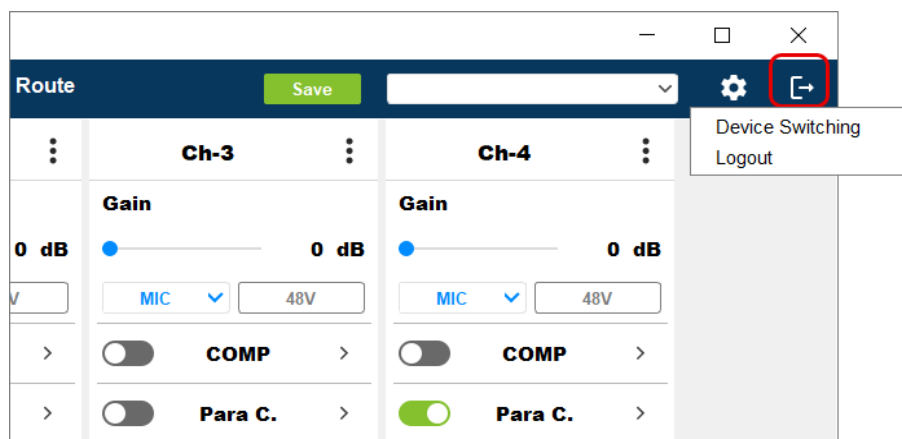 Route Save
Device Switching
Logout
Ch-3 Ch-4
Gain Gain
0 dB 0 dB 0 dB
V MIC 48V MIC 48V
COMP COMP
Para C. Para C.